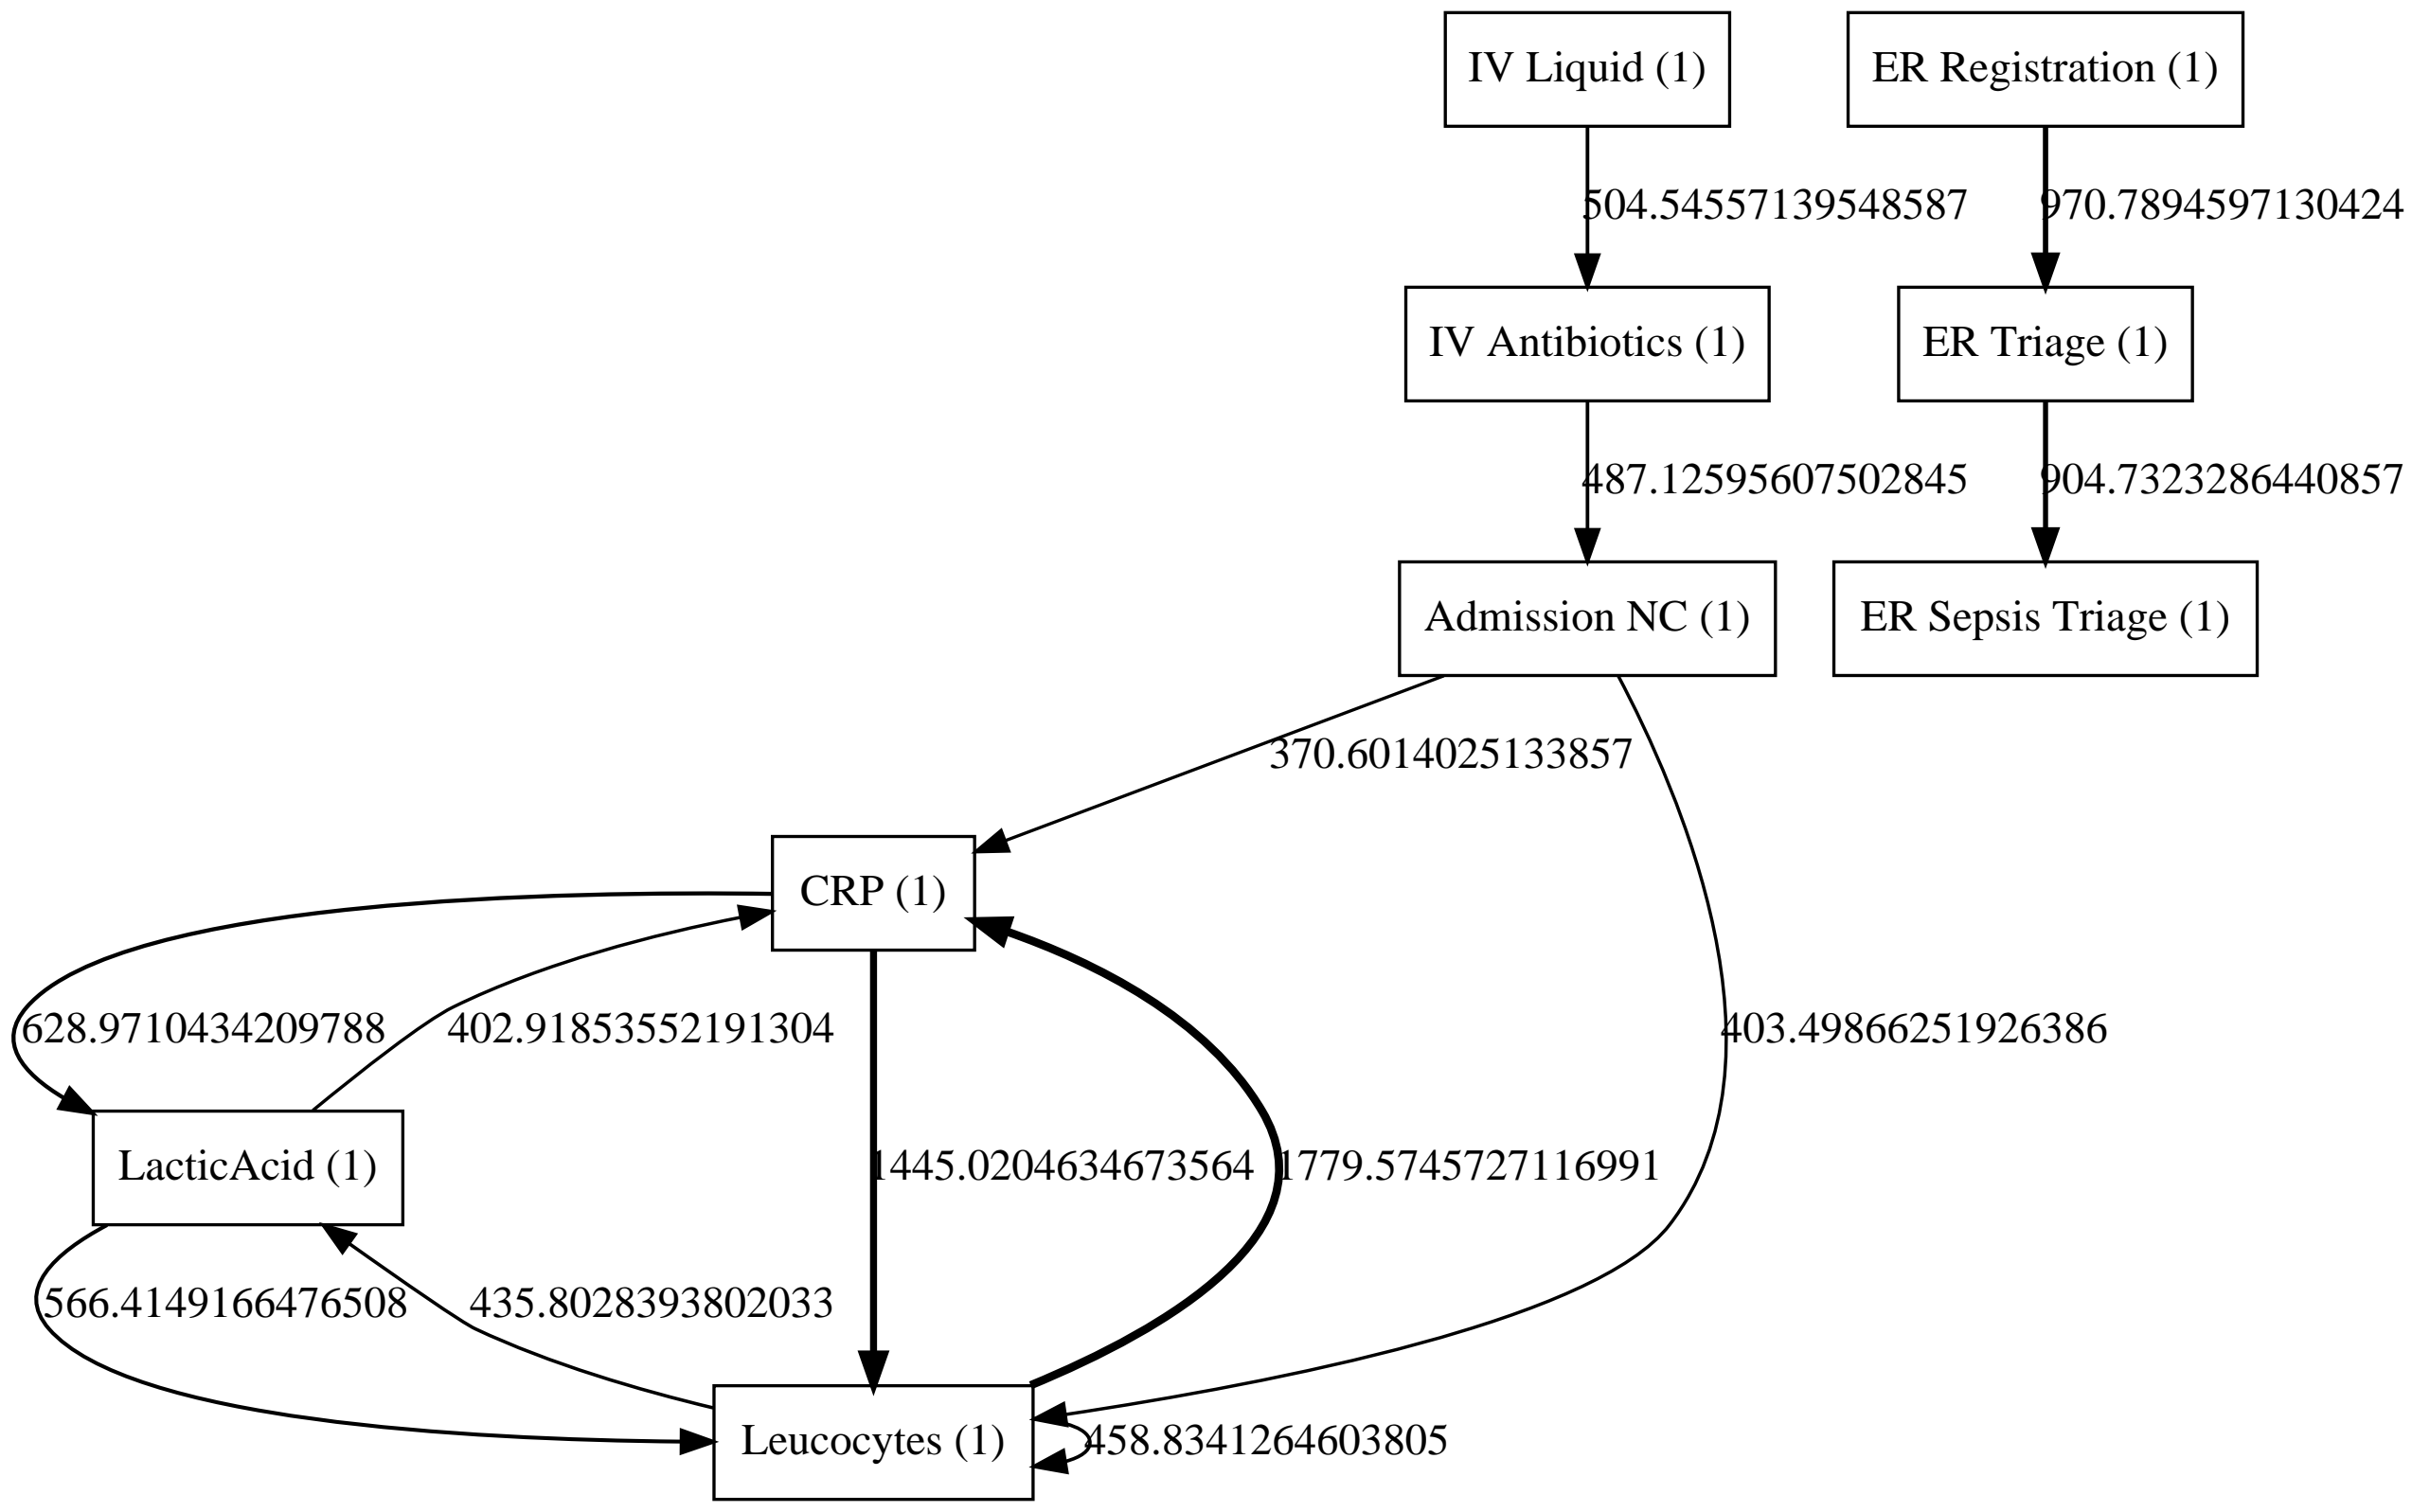 IV Liquid (1)
ER Registration (1)
504.54557139548587
970.7894597130424
IV Antibiotics (1)
ER Triage (1)
487.12595607502845
904.7323286440857
Admission NC (1)
ER Sepsis Triage (1)
370.6014025133857
CRP (1)
628.9710434209788
402.91853552191304
403.49866251926386
LacticAcid (1)
1445.0204634673564
1779.5745727116991
566.4149166476508
435.8028393802033
Leucocytes (1)
458.8341264603805